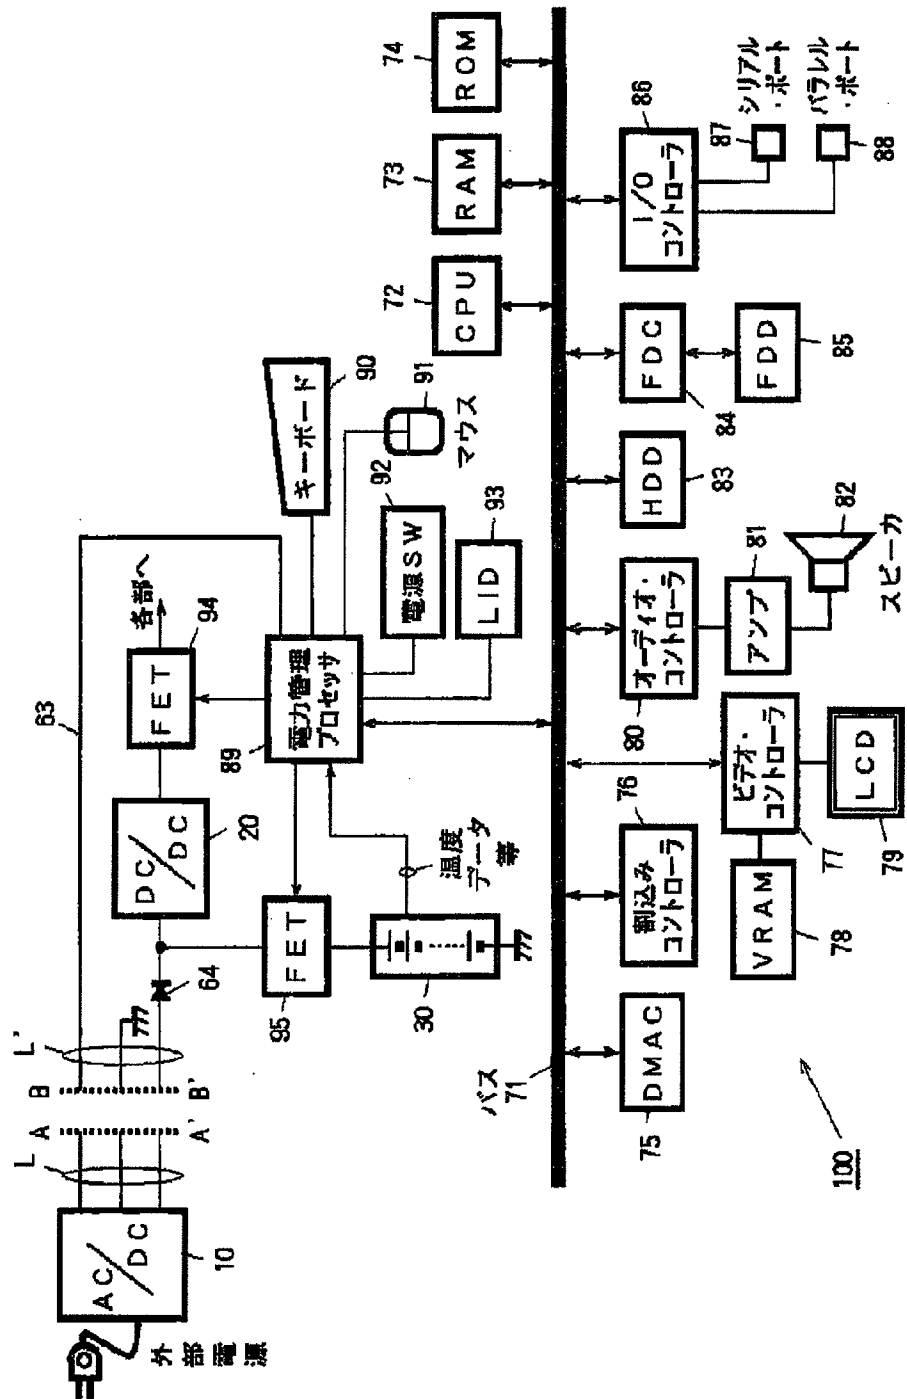 外部電源
AC/DC
10
L
A
A'
B
B'
L'
63
64
DC/DC
20
FET
94
各部へ
FET
95
30
温度
データ
等
電力管理
プロセッサ
89
キーボード
90
91
マウス
電源SW
92
LID
93
CPU
72
RAM
73
ROM
74
バス
71
DMAC
75
割込み
コントローラ
76
ビデオ・
コントローラ
77
VRAM
78
LCD
79
オーディオ・
コントローラ
80
アンプ
81
82
スピーカ
HDD
83
FDC
84
FDD
85
I/O
コントローラ
86
87
シリアル
・ポート
88
パラレル
・ポート
100